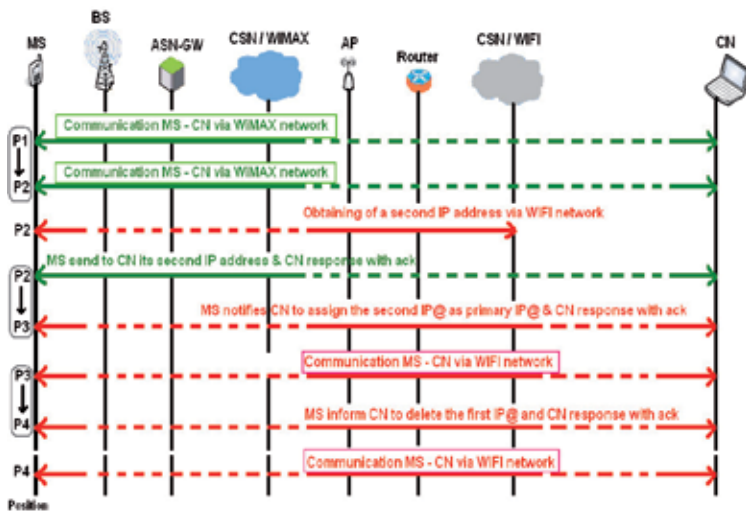 BS
MS
ASN-GW
CSN / WIMAX
AP
Router
CSN / WIFI
CN
Communication MS - CN via WIMAX network
P1
Communication MS - CN via WIMAX network
P2
Obtaining of a second IP address via WIFI network
P2
MS send to CN its second IP address & CN response with ack
P2
MS notifies CN to assign the second IP@ as primary IP@ & CN response with ack
P3
Communication MS - CN via WIFI network
P3
MS inform CN to delete the first IP@ and CN response with ack
P4
Communication MS - CN via WIFI network
P4
Position